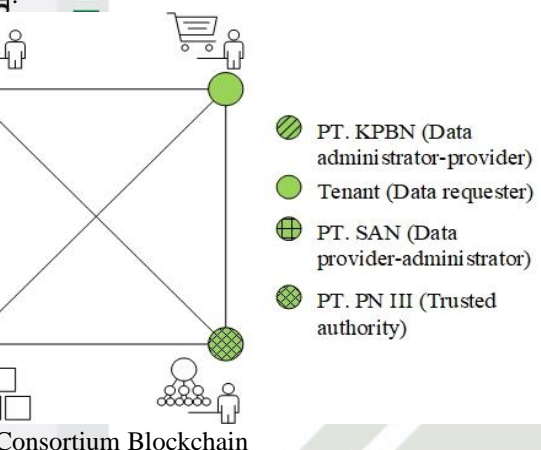 PT. KPBN (Data
administrator-provider)
Tenant (Data requester)
PT. SAN (Data
provider-administrator)
PT. PN III (Trusted
authority)
Consortium Blockchain